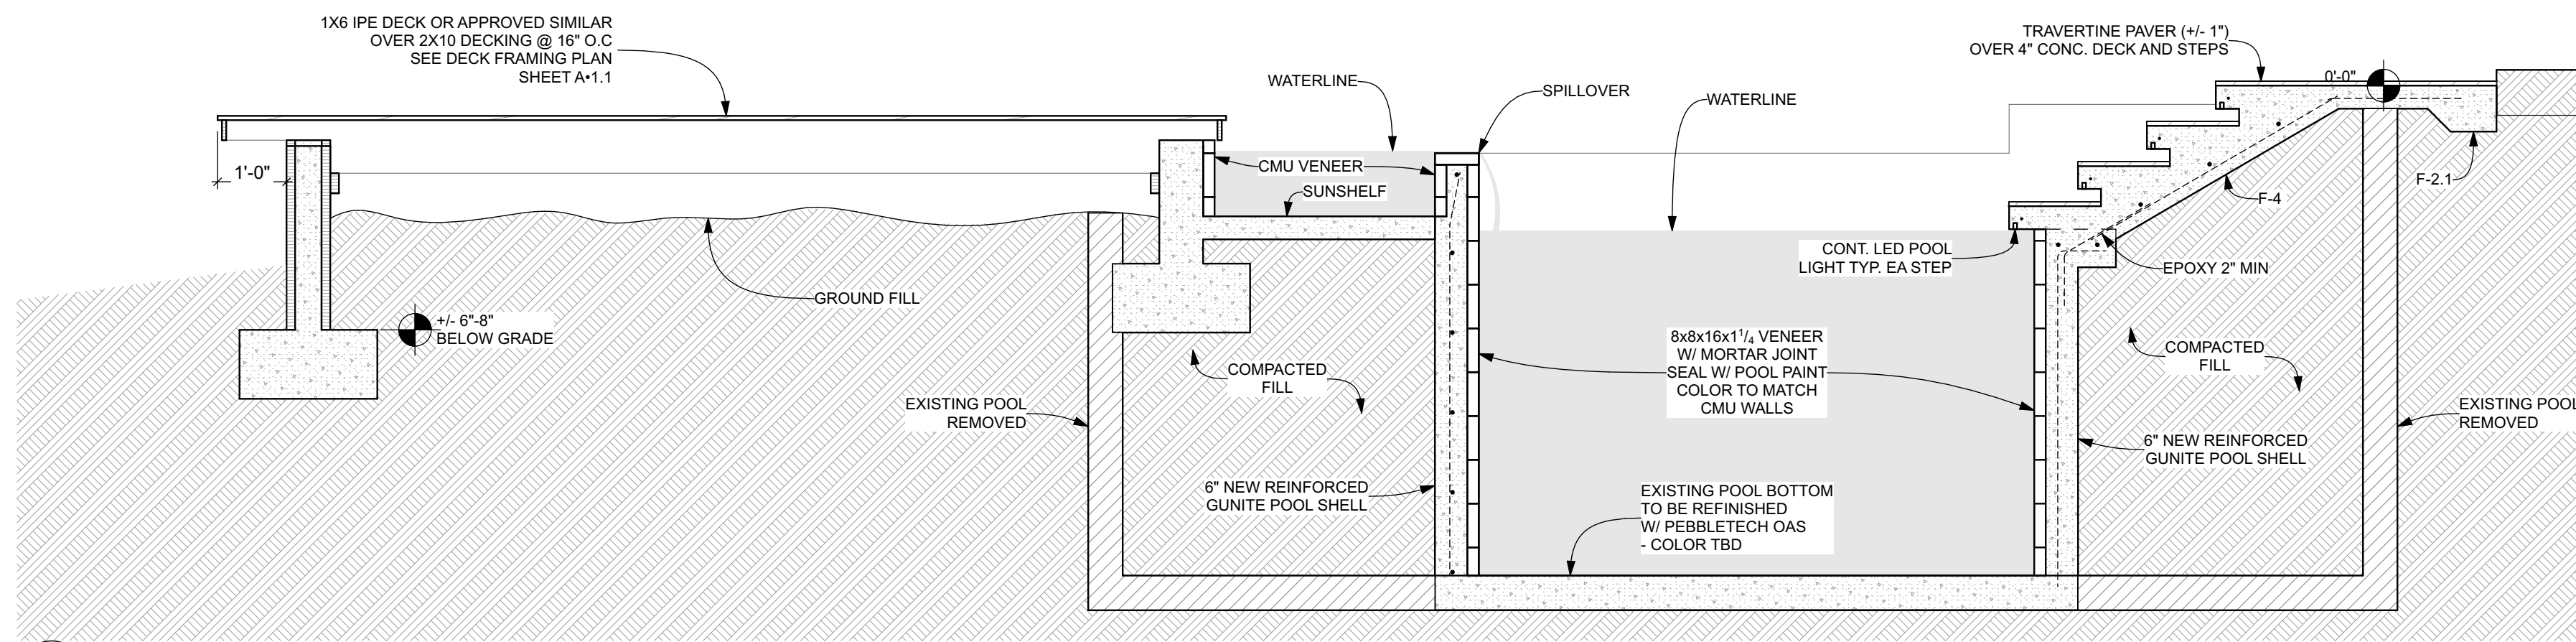 1X6 IPE DECK OR APPROVED SIMILAR
OVER 2X10 DECKING @ 16" O.C
SEE DECK FRAMING PLAN
SHEET A•1.1
WATERLINE
SPILLOVER
WATERLINE
TRAVERTINE PAVER (+/- 1")
OVER 4" CONC. DECK AND STEPS
0'-0"
1'-0"
CMU VENEER
SUNSHELF
F-2.1
F-4
CONT. LED POOL
LIGHT TYP. EA STEP
EPOXY 2" MIN
GROUND FILL
+/- 6"-8"
BELOW GRADE
8x8x16x1 1/4 VENEER
W/ MORTAR JOINT
SEAL W/ POOL PAINT
COLOR TO MATCH
CMU WALLS
COMPACTED
FILL
COMPACTED
FILL
EXISTING POOL
REMOVED
EXISTING POOL
REMOVED
6" NEW REINFORCED
GUNITE POOL SHELL
6" NEW REINFORCED
GUNITE POOL SHELL
EXISTING POOL BOTTOM
TO BE REFINISHED
W/ PEBBLETECH OAS
- COLOR TBD